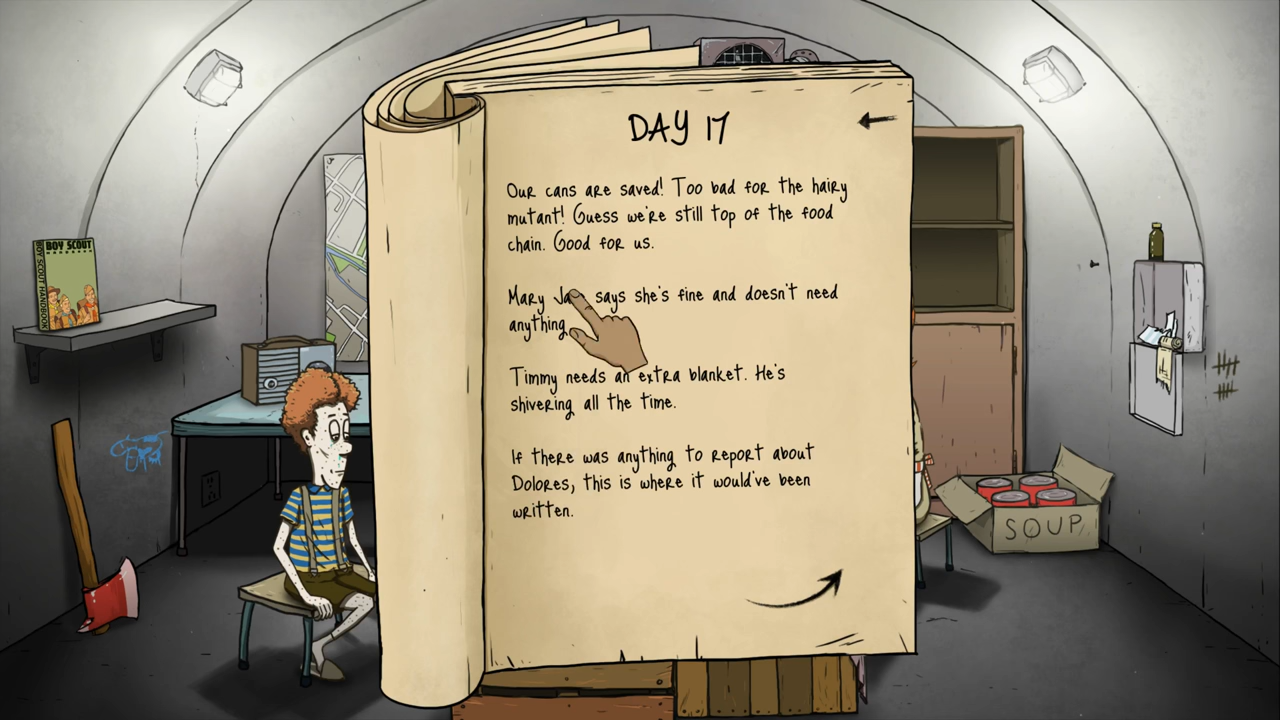 DAY 17
Our cans are saved! Too bad for the hairy
mutant! Guess we're still top of the food
chain. Good for us.
Mary says she's fine and doesn't need
anything
Timmy needs an extra blanket. He's
shivering all the time.
If there was anything to report about
Dolores, this is where it would've been
written.
BOY SCOUT
BOY SCOUT HANDBOOK
SOUP